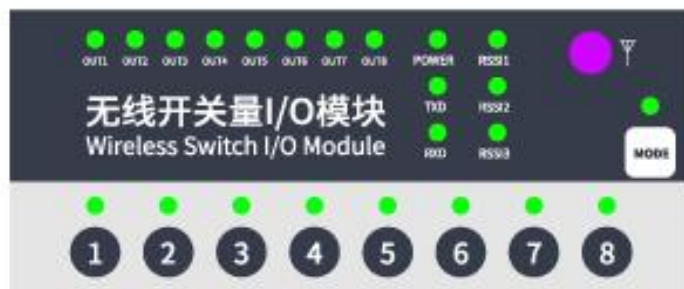 OUT1 OUT2 OUT3 OUT4 OUT5 OUT6 OUT7 OUT8 POWER RSSI1
TXD RSSI2
无线开关量I/O模块
Wireless Switch I/O Module
RXD RSSI3
MODE
1 2 3 4 5 6 7 8